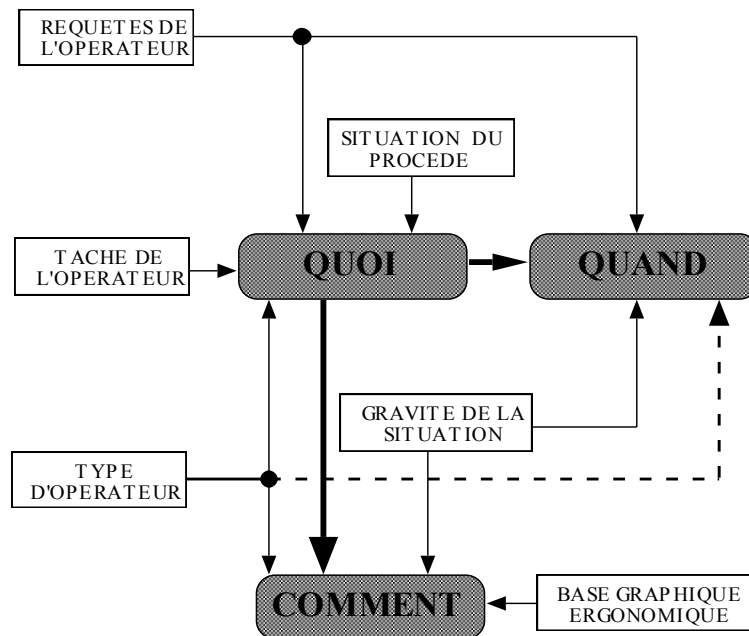 REQUETES DE
L'OPERATEUR
SITUATION DU
PROCEDE
TACHE DE
L'OPERATEUR
QUOI
QUAND
GRAVITE DE LA
SITUATION
TYPE
D'OPERATEUR
COMMENT
BASE GRAPHIQUE
ERGONOMIQUE